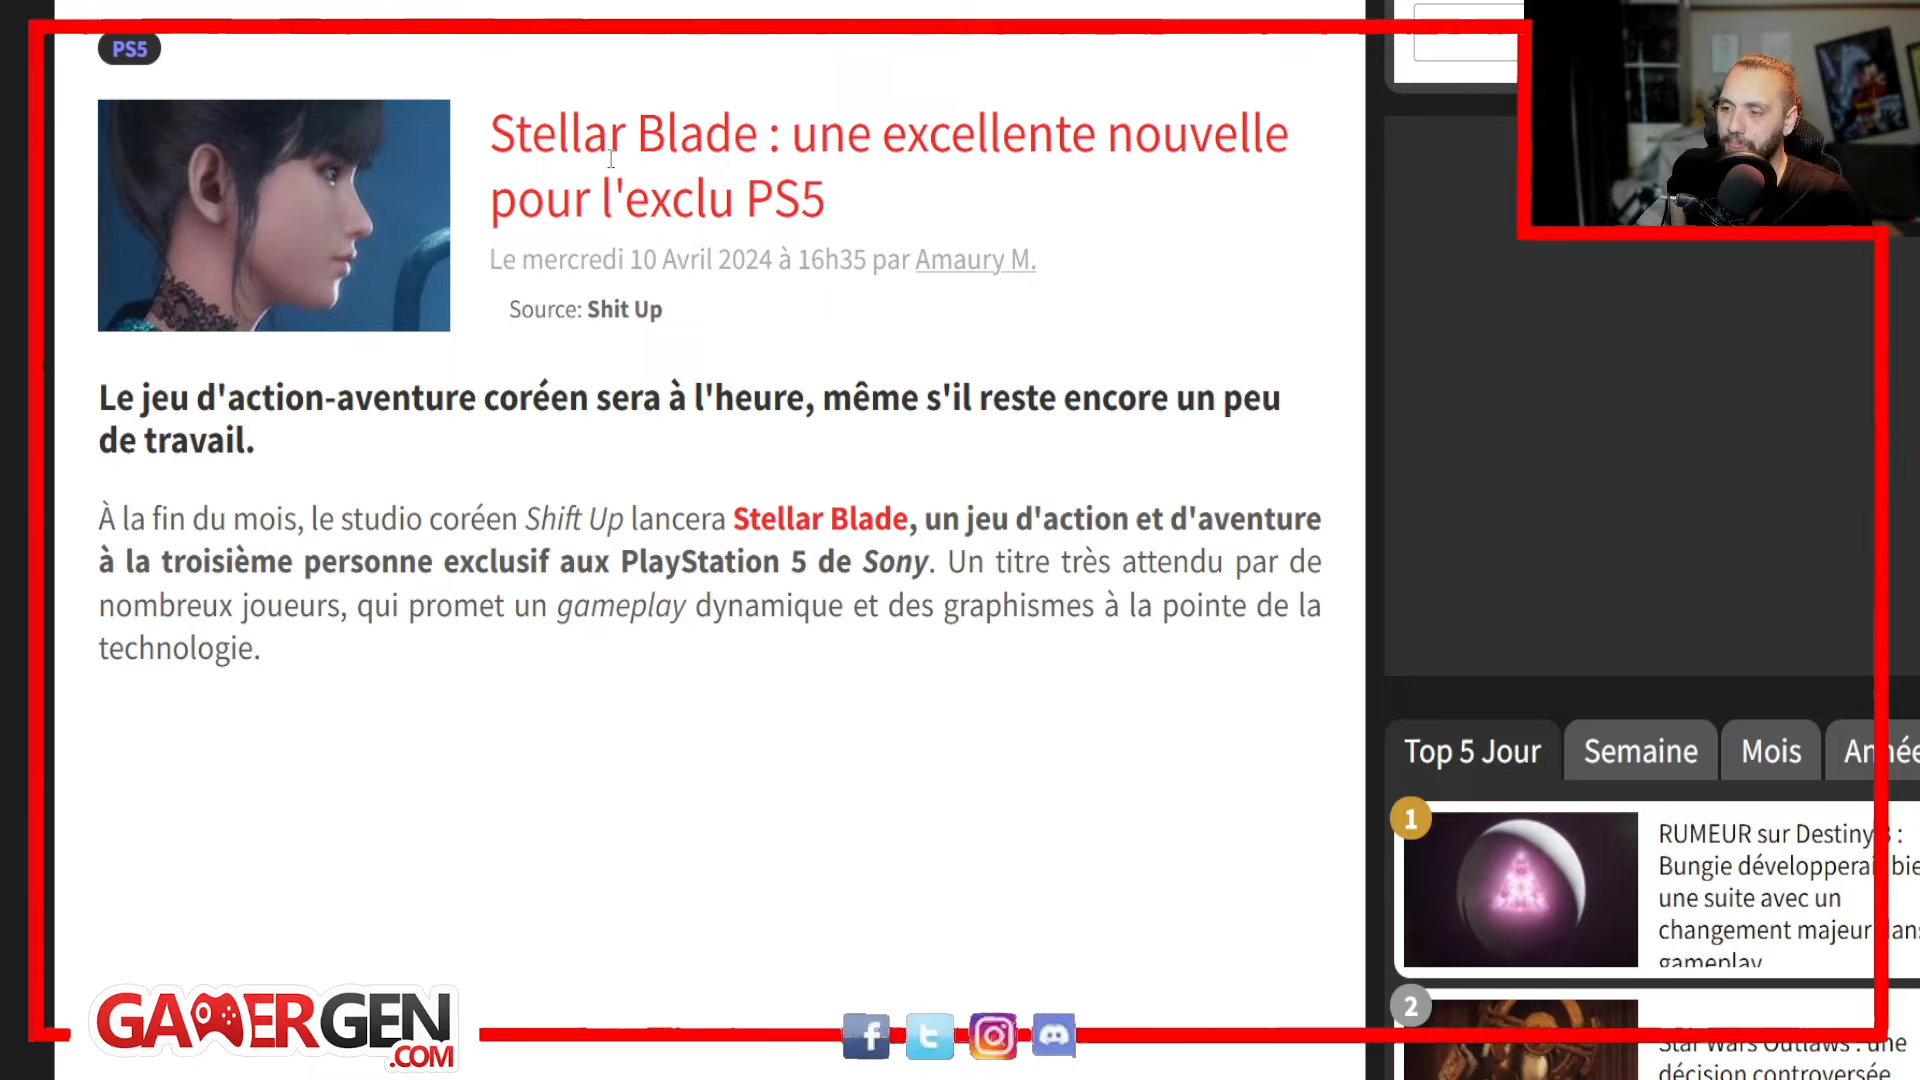 PS5
Stellar Blade : une excellente nouvelle
pour l'exclu PS5
Le mercredi 10 Avril 2024 à 16h35 par Amaury M.
Source: Shit Up
Le jeu d'action-aventure coréen sera à l'heure, même s'il reste encore un peu
de travail.
À la fin du mois, le studio coréen Shift Up lancera Stellar Blade, un jeu d'action et d'aventure
à la troisième personne exclusif aux PlayStation 5 de Sony. Un titre très attendu par de
nombreux joueurs, qui promet un gameplay dynamique et des graphismes à la pointe de la
technologie.
Top 5 Jour
Semaine
Mois
Année
1
RUMEUR sur Destiny 3 :
Bungie développerait bie
une suite avec un
changement majeur dans
gameplay
2
Star Wars Outlaws : une
décision controversée
GAMERGEN
.COM